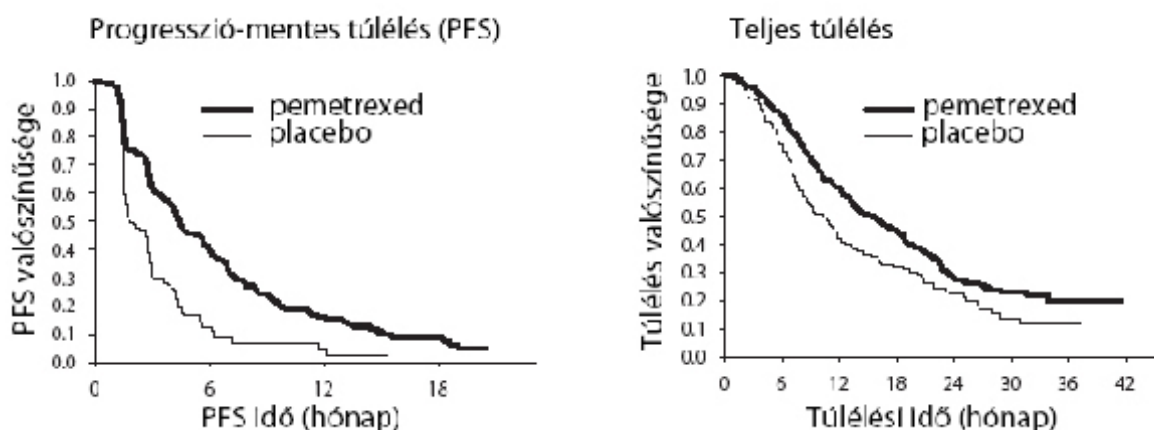 Progresszió-mentes túlélés (PFS)
PFS valószínűsége
1.0
0.9
0.8
0.7
0.6
0.5
0.4
0.3
0.2
0.1
0.0
pemetrexed
placebo
0 6 12 18
PFS Idő (hónap)
Teljes túlélés
Túlélés valószínűsége
1.0
0.9
0.8
0.7
0.6
0.5
0.4
0.3
0.2
0.1
0.0
pemetrexed
placebo
0 5 12 18 24 30 36 42
Túlélési Idő (hónap)